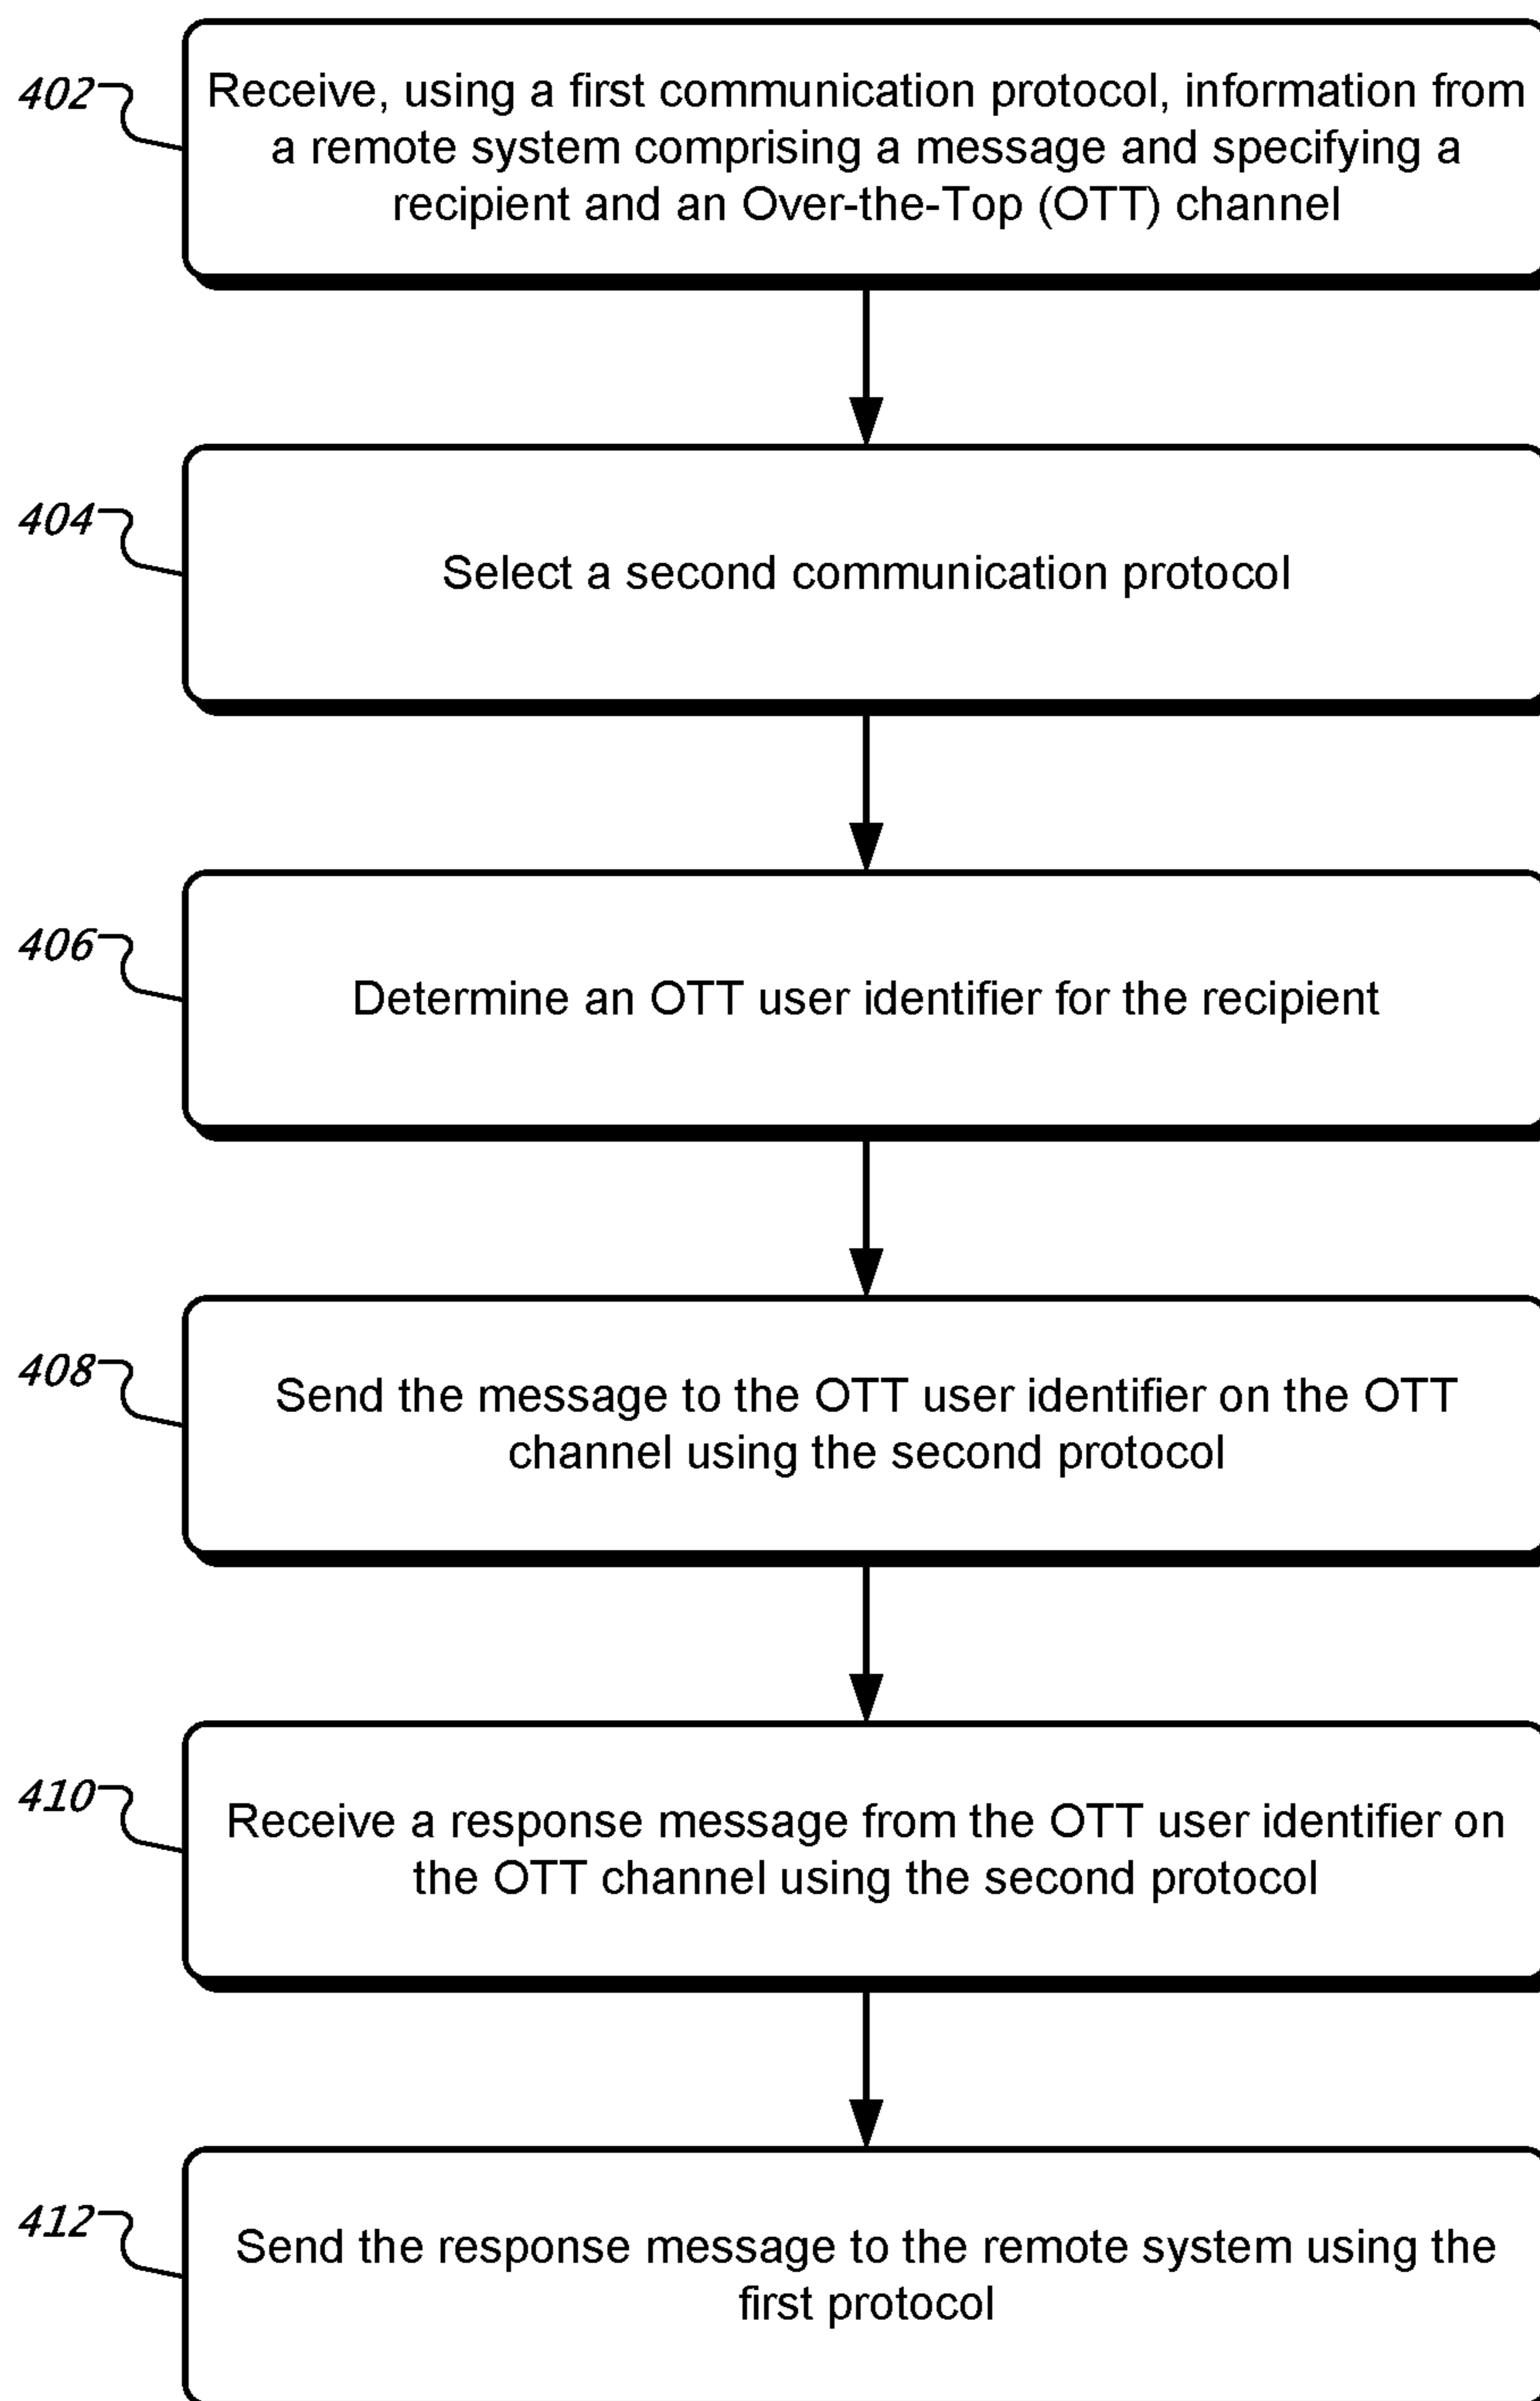 402
Receive, using a first communication protocol, information from
a remote system comprising a message and specifying a
recipient and an Over-the-Top (OTT) channel
404
Select a second communication protocol
406
Determine an OTT user identifier for the recipient
408
Send the message to the OTT user identifier on the OTT
channel using the second protocol
410
Receive a response message from the OTT user identifier on
the OTT channel using the second protocol
412
Send the response message to the remote system using the
first protocol